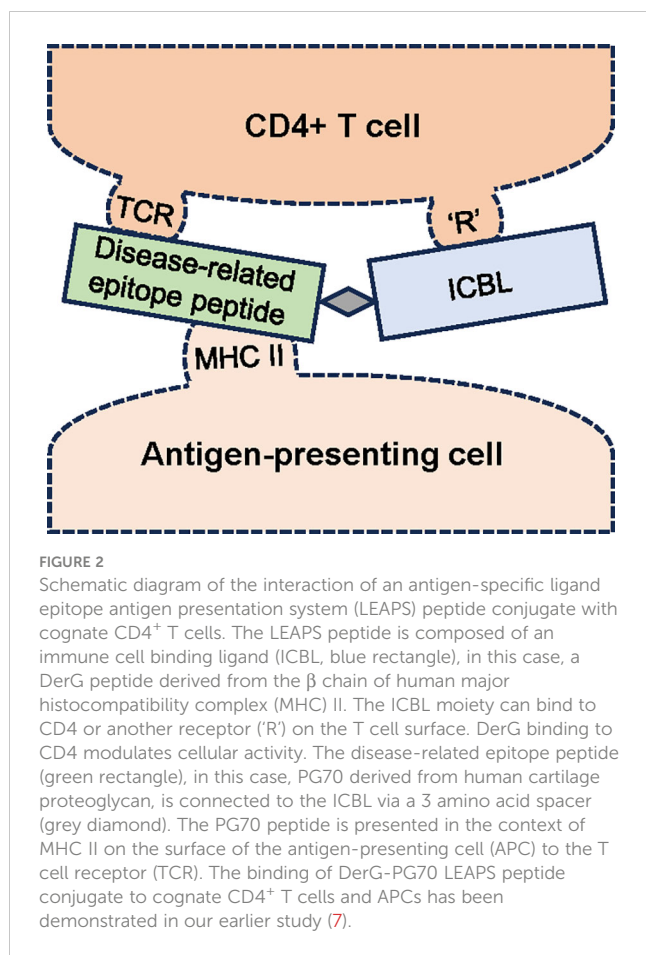 CD4+ T cell
TCR
'R'
Disease-related
epitope peptide
ICBL
MHC II
Antigen-presenting cell
FIGURE 2
Schematic diagram of the interaction of an antigen-specific ligand
epitope antigen presentation system (LEAPS) peptide conjugate with
cognate CD4⁺ T cells. The LEAPS peptide is composed of an
immune cell binding ligand (ICBL, blue rectangle), in this case, a
DerG peptide derived from the β chain of human major
histocompatibility complex (MHC) II. The ICBL moiety can bind to
CD4 or another receptor ('R') on the T cell surface. DerG binding to
CD4 modulates cellular activity. The disease-related epitope peptide
(green rectangle), in this case, PG70 derived from human cartilage
proteoglycan, is connected to the ICBL via a 3 amino acid spacer
(grey diamond). The PG70 peptide is presented in the context of
MHC II on the surface of the antigen-presenting cell (APC) to the T
cell receptor (TCR). The binding of DerG-PG70 LEAPS peptide
conjugate to cognate CD4⁺ T cells and APCs has been
demonstrated in our earlier study (7).